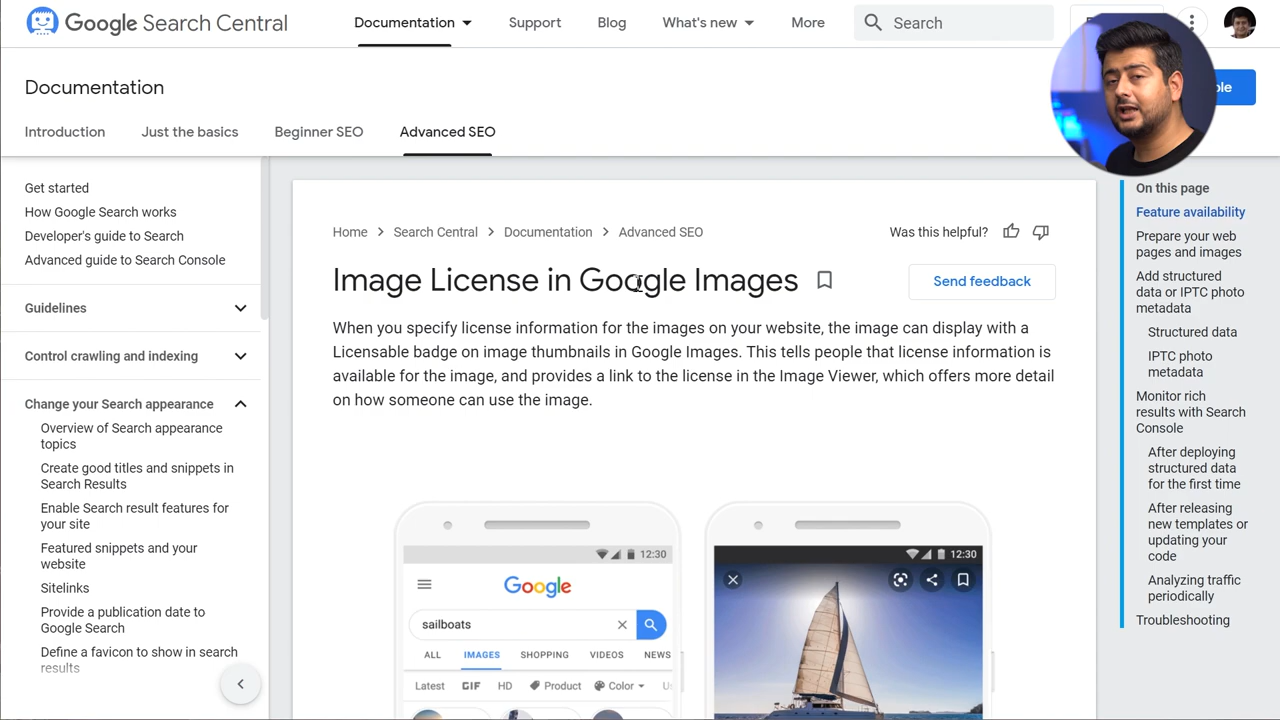 Google Search Central
Documentation
Support
Blog
What's new
More
Search
Documentation
Introduction
Just the basics
Beginner SEO
Advanced SEO
Get started
How Google Search works
Developer's guide to Search
Advanced guide to Search Console
Guidelines
Control crawling and indexing
Change your Search appearance
Overview of Search appearance
topics
Create good titles and snippets in
Search Results
Enable Search result features for
your site
Featured snippets and your
website
Sitelinks
Provide a publication date to
Google Search
Define a favicon to show in search
results
Home > Search Central > Documentation > Advanced SEO
Was this helpful?
Image License in Google Images
Send feedback
When you specify license information for the images on your website, the image can display with a
Licensable badge on image thumbnails in Google Images. This tells people that license information is
available for the image, and provides a link to the license in the Image Viewer, which offers more detail
on how someone can use the image.
12:30
Google
sailboats
ALL IMAGES SHOPPING VIDEOS NEWS
Latest GIF HD Product Color
12:30
On this page
Feature availability
Prepare your web
pages and images
Add structured
data or IPTC photo
metadata
Structured data
IPTC photo
metadata
Monitor rich
results with Search
Console
After deploying
structured data
for the first time
After releasing
new templates or
updating your
code
Analyzing traffic
periodically
Troubleshooting